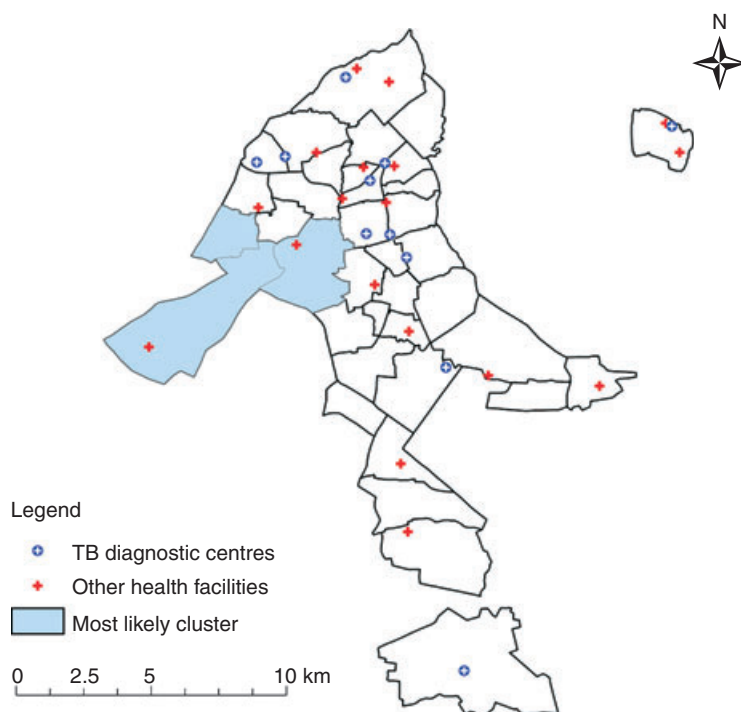 N
Legend
TB diagnostic centres
Other health facilities
Most likely cluster
0 2.5 5 10 km